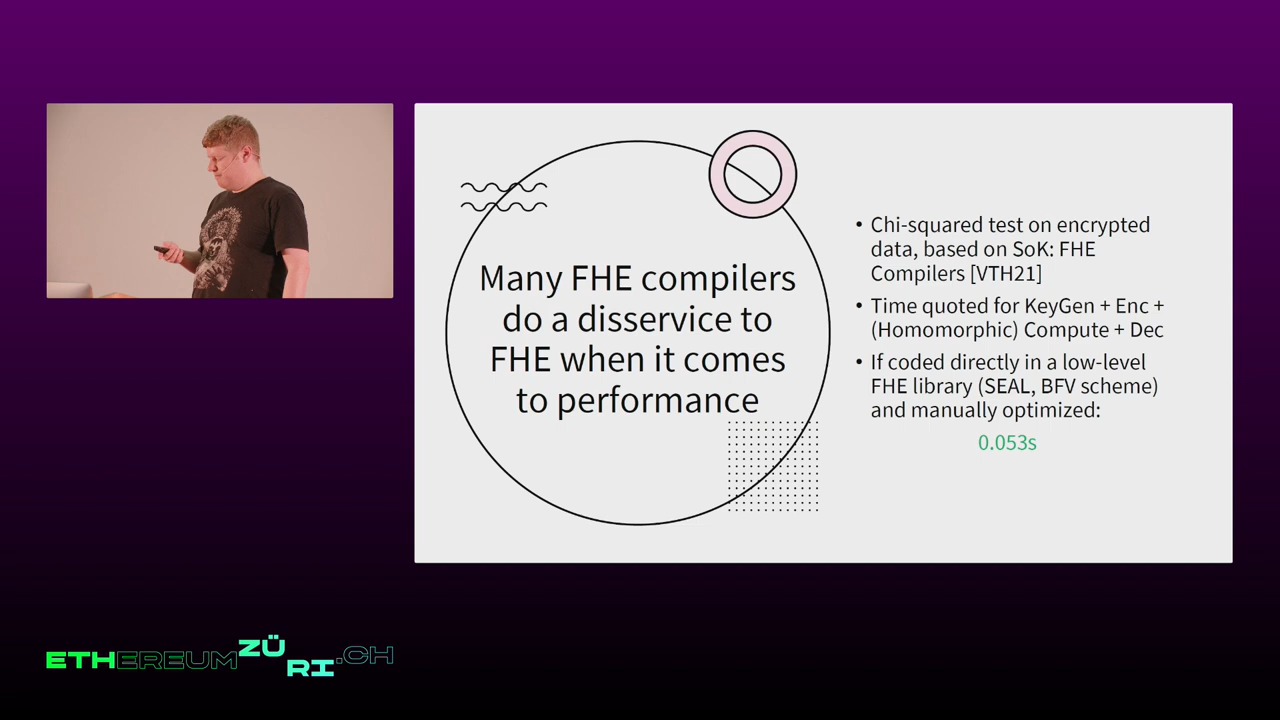 Many FHE compilers
do a disservice to
FHE when it comes
to performance
• Chi-squared test on encrypted
data, based on SoK: FHE
Compilers [VTH21]
• Time quoted for KeyGen + Enc +
(Homomorphic) Compute + Dec
• If coded directly in a low-level
FHE library (SEAL, BFV scheme)
and manually optimized:
0.053s
ETHEREUMZÜRI.CH